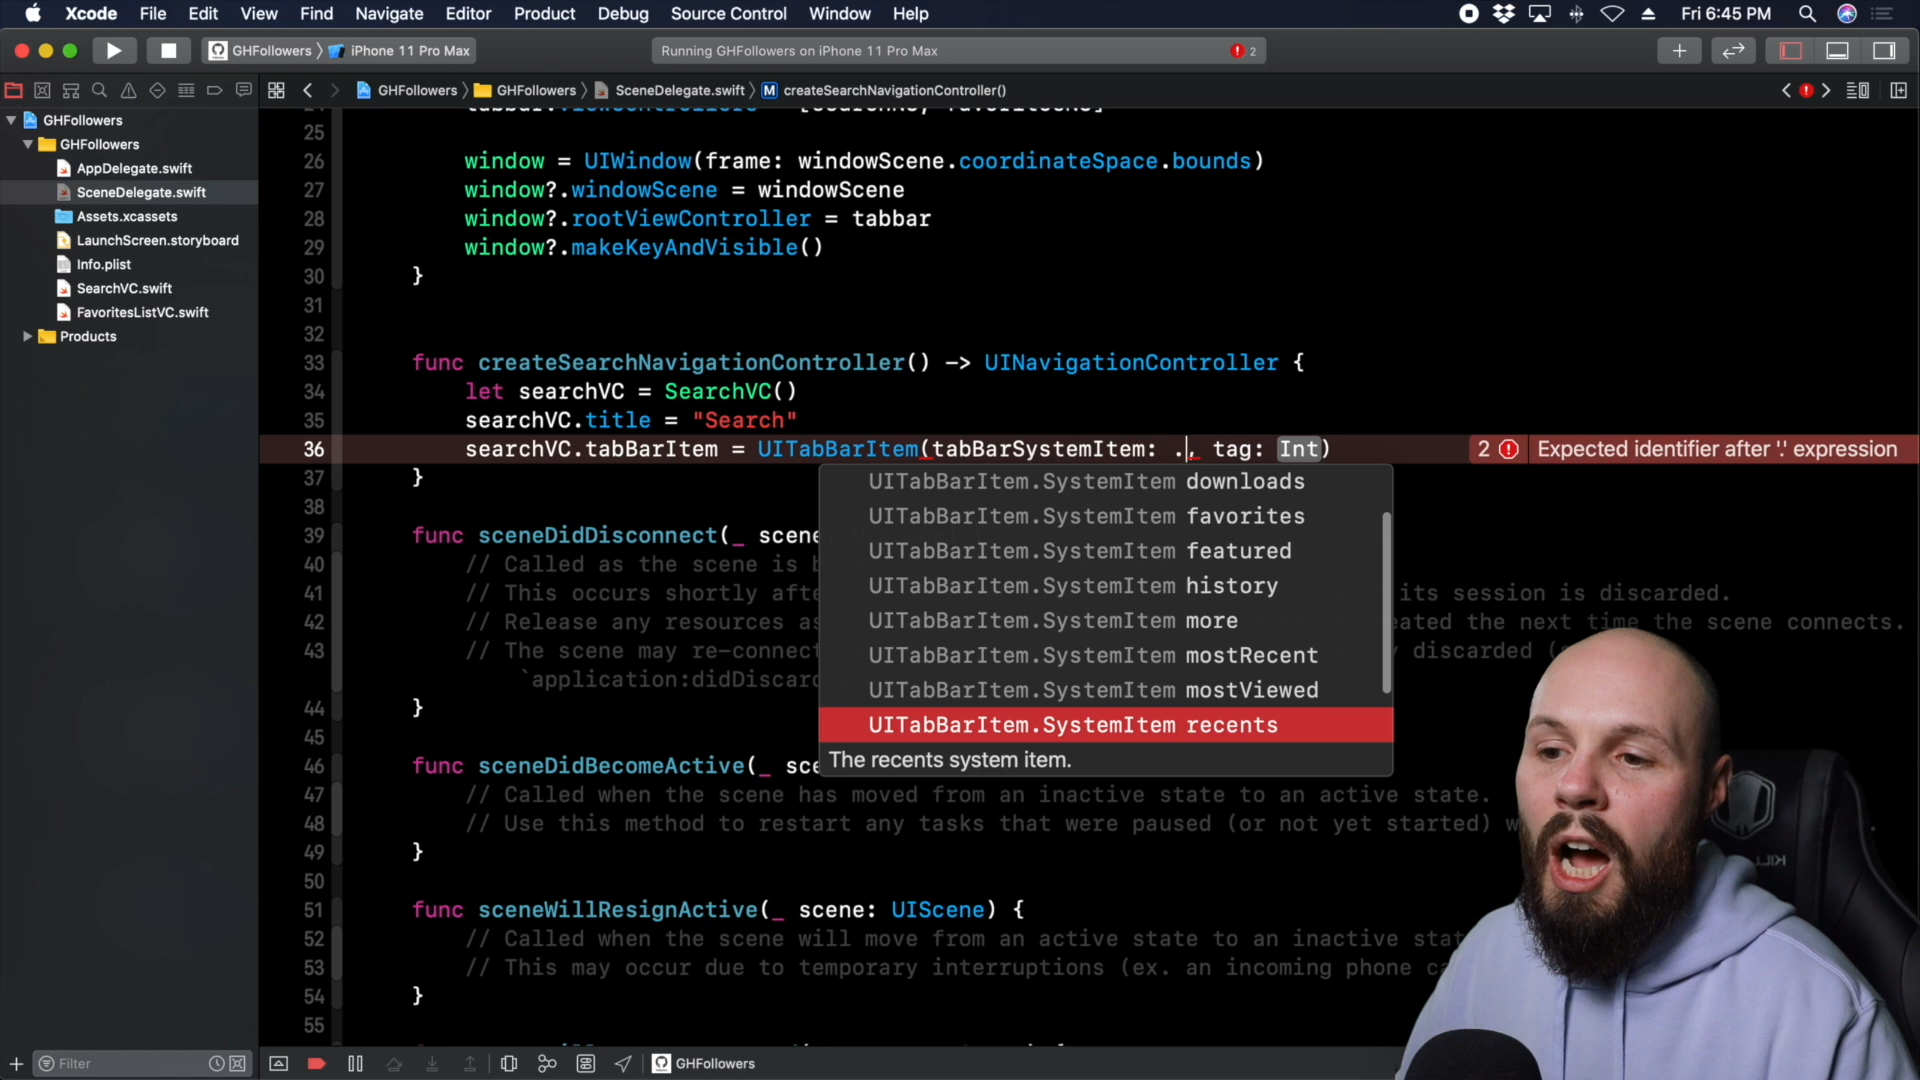 Xcode File Edit View Find Navigate Editor Product Debug Source Control Window Help Fri 6:45 PM
GHFollowers iPhone 11 Pro Max Running GHFollowers on iPhone 11 Pro Max 2
GHFollowers GHFollowers SceneDelegate.swift M createSearchNavigationController()
GHFollowers
GHFollowers
AppDelegate.swift
SceneDelegate.swift
Assets.xcassets
LaunchScreen.storyboard
Info.plist
SearchVC.swift
FavoritesListVC.swift
Products
25
26 window = UIWindow(frame: windowScene.coordinateSpace.bounds)
27 window?.windowScene = windowScene
28 window?.rootViewController = tabbar
29 window?.makeKeyAndVisible()
30 }
31
32
33 func createSearchNavigationController() -> UINavigationController {
34 let searchVC = SearchVC()
35 searchVC.title = "Search"
36 searchVC.tabBarItem = UITabBarItem(tabBarSystemItem: ., tag: Int) 2 Expected identifier after '.' expression
37 }
38
39 func sceneDidDisconnect(_ scene:
40 // Called as the scene is b
41 // This occurs shortly afte its session is discarded.
42 // Release any resources as eated the next time the scene connects.
43 // The scene may re-connect y discarded (
`application:didDiscard
44 }
45
46 func sceneDidBecomeActive(_ sce
47 // Called when the scene has moved from an inactive state to an active state.
48 // Use this method to restart any tasks that were paused (or not yet started) w
49 }
50
51 func sceneWillResignActive(_ scene: UIScene) {
52 // Called when the scene will move from an active state to an inactive stat
53 // This may occur due to temporary interruptions (ex. an incoming phone ca
54 }
55
UITabBarItem.SystemItem downloads
UITabBarItem.SystemItem favorites
UITabBarItem.SystemItem featured
UITabBarItem.SystemItem history
UITabBarItem.SystemItem more
UITabBarItem.SystemItem mostRecent
UITabBarItem.SystemItem mostViewed
UITabBarItem.SystemItem recents
The recents system item.
Filter GHFollowers